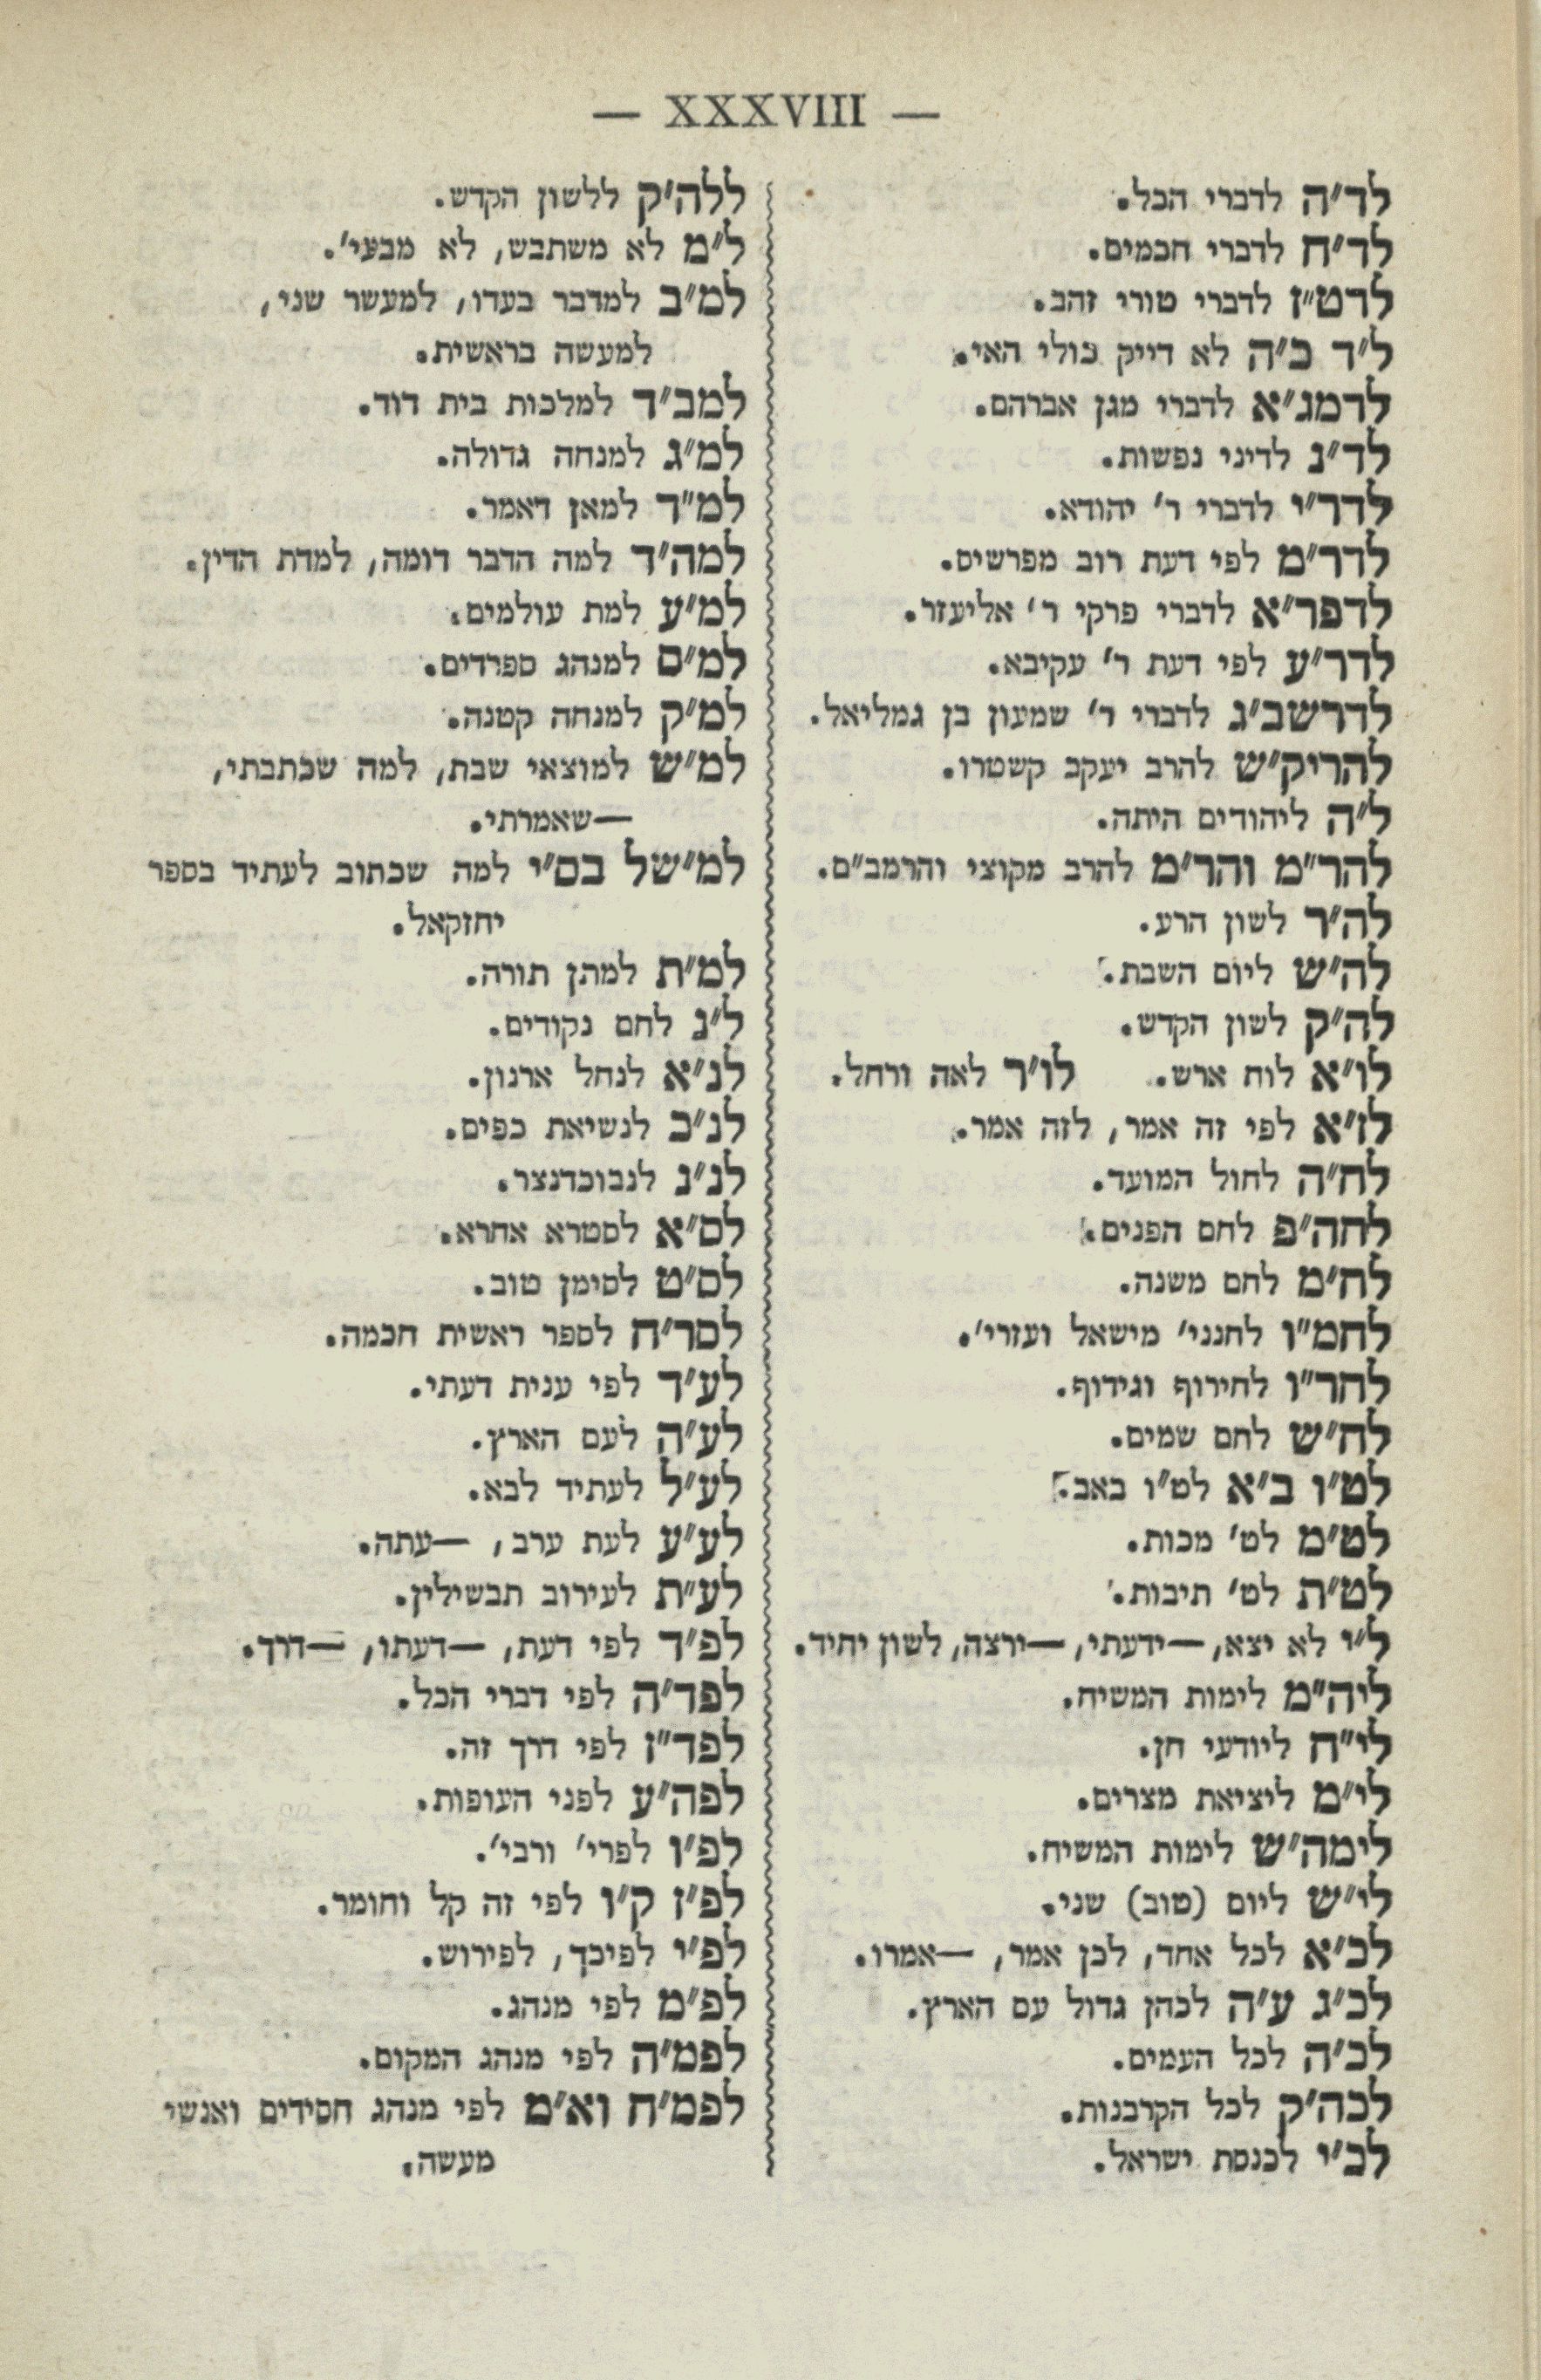 — XXXVIII —
לד״ה לדברי הכל.
לד״ח לדברי חכמים.
לדט״ז לדברי טורי זהב.
ל״ד כ״ה לא דייק כולי האי.
לדמג״א לדברי מגן אברהם.
לד״נ לדיני נפשות.
לדר״י לדברי ר׳ יהודא.
לדר״מ לפי דעת רוב מפרשים.
לדפר״א לדברי פרקי ר׳ אליעזר.
לדר״ע לפי דעת ר׳ עקיבא.
לדרשב״ג לדברי ר׳ שמעון בן גמליאל.
להריק״ש להרב יעקב קשטרו.
ל״ה ליהודים היתה.
להר״מ והר״מ להרב מקוצי והרמב״ם.
לה״ר לשון הרע.
לה״ש ליום השבת.
לה״ק לשון הקדש.
לו״א לוח ארש. לו״ר לאה ורחל.
לז״א לפי זה אמר, לזה אמר.
לח״ה לחול המועד.
לחה״פ לחם הפנים.
לח״מ לחם משנה.
לחמ״ו לחנני׳ מישאל ועזרי׳.
לחר״ו לחירוף וגידוף.
לח״ש לחם שמים.
לט״ו ב״א לט״ו באב.
לט״מ לט׳ מכות.
לט״ת לט׳ תיבות.
ל״י לא יצא, —ידעתי, —ירצה, לשון יחיד.
ליה״מ לימות המשיח.
לי״ח ליודעי חן.
לי״מ ליציאת מצרים.
לימה״ש לימות המשיח.
לי״ש ליום (טוב) שני.
לכ״א לכל אחד, לכן אמר, —אמרו.
לכ״ג ע״ה לכהן גדול עם הארץ.
לכ״ה לכל העמים.
לכה״ק לכל הקרבנות.
לכ״י לכנסת ישראל.
ללה״ק ללשון הקדש.
ל״מ לא משתבש, לא מבעי׳.
למ״ב למדבר בעדו, למעשר שני,
למעשה בראשית.
למב״ד למלכות בית דוד.
למ״ג למנחה גדולה.
למ״ד למאן דאמר.
למה״ד למה הדבר דומה, למדת הדין.
למ״ע למת עולמים.
למ״ס למנהג ספרדים.
למ״ק למנחה קטנה.
למ״ש למוצאי שבת, למה שכתבתי,
—שאמרתי.
למ״של בס״י למה שכתוב לעתיד בספר
יחזקאל.
למ״ת למתן תורה.
ל״נ לחם נקודים.
לנ״א לנחל ארנון.
לנ״כ לנשיאת כפים.
לנ״נ לנבוכדנצר.
לס״א לסטרא אחרא.
לס״ט לסימן טוב.
לסר״ח לספר ראשית חכמה.
לע״ד לפי ענית דעתי.
לע״ה לעם הארץ.
לע״ל לעתיד לבא.
לע״ע לעת ערב, —עתה.
לע״ת לעירוב תבשילין.
לפ״ד לפי דעת, —דעתו, —דרך.
לפד״ה לפי דברי הכל.
לפד״ז לפי דרך זה.
לפה״ע לפני העופות.
לפ״ו לפרי׳ ורבי׳.
לפ״ז ק״ו לפי זה קל וחומר.
לפ״י לפיכך, לפירוש.
לפ״מ לפי מנהג.
לפמ״ה לפי מנהג המקום.
לפמ״ח וא״מ לפי מנהג חסידים ואנשי
מעשה.